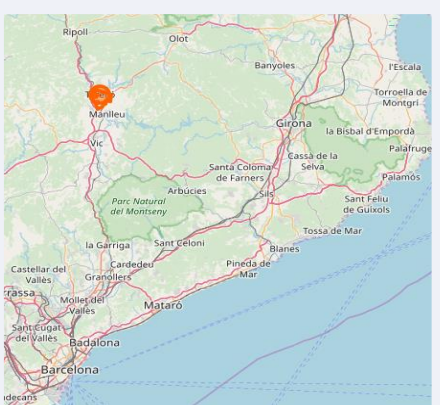 Ripoll
Olot
Banyoles
l'Escala
Torroella de
Montgrí
Manlleu
Girona
la Bisbal d'Empordà
Vic
Palafruge
Cassà de la
Selva
Santa Coloma
de Farners
Palamós
Arbúcies
Sils
Sant Feliu
de Guíxols
Parc Natural
del Montseny
Tossa de Mar
la Garriga
Sant Celoni
Blanes
Cardedeu
Pineda de
Mar
Castellar del
Vallès
Granollers
rrassa
Mollet del
Vallès
Mataró
Sant Cugat
del Vallès
Badalona
Barcelona
decans